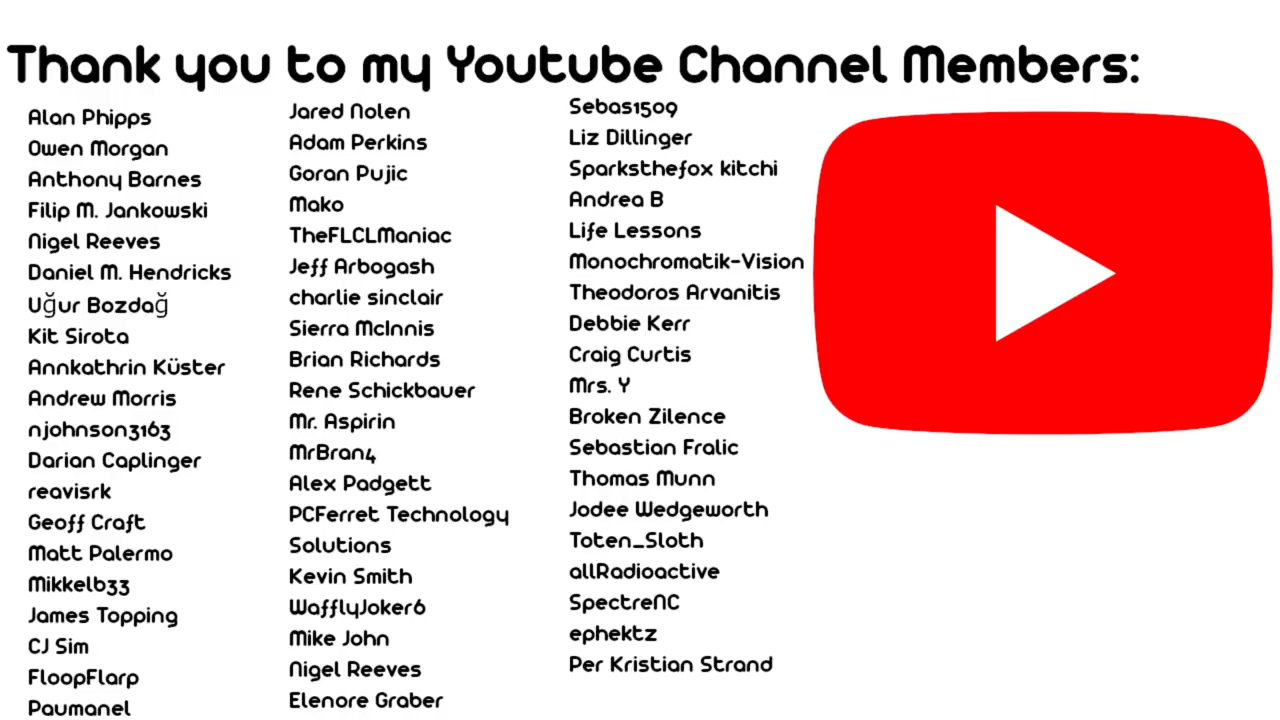 Thank you to my Youtube Channel Members:
Alan Phipps
Owen Morgan
Anthony Barnes
Filip M. Jankowski
Nigel Reeves
Daniel M. Hendricks
Uğur Bozdağ
Kit Sirota
Annkathrin Küster
Andrew Morris
njohnson3163
Darian Caplinger
reavisrk
Geoff Craft
Matt Palermo
Mikkelb33
James Topping
CJ Sim
FloopFlarp
Paumanel
Jared Nolen
Adam Perkins
Goran Pujic
Mako
TheFLCLManiac
Jeff Arbogash
charlie sinclair
Sierra McInnis
Brian Richards
Rene Schickbauer
Mr. Aspirin
MrBran4
Alex Padgett
PCFerret Technology
Solutions
Kevin Smith
WafflyJoker6
Mike John
Nigel Reeves
Elenore Graber
Sebas1509
Liz Dillinger
Sparksthefox kitchi
Andrea B
Life Lessons
Monochromatik-Vision
Theodoros Arvanitis
Debbie Kerr
Craig Curtis
Mrs. Y
Broken Zilence
Sebastian Fralic
Thomas Munn
Jodee Wedgeworth
Toten_Sloth
allRadioactive
SpectreNC
ephektz
Per Kristian Strand